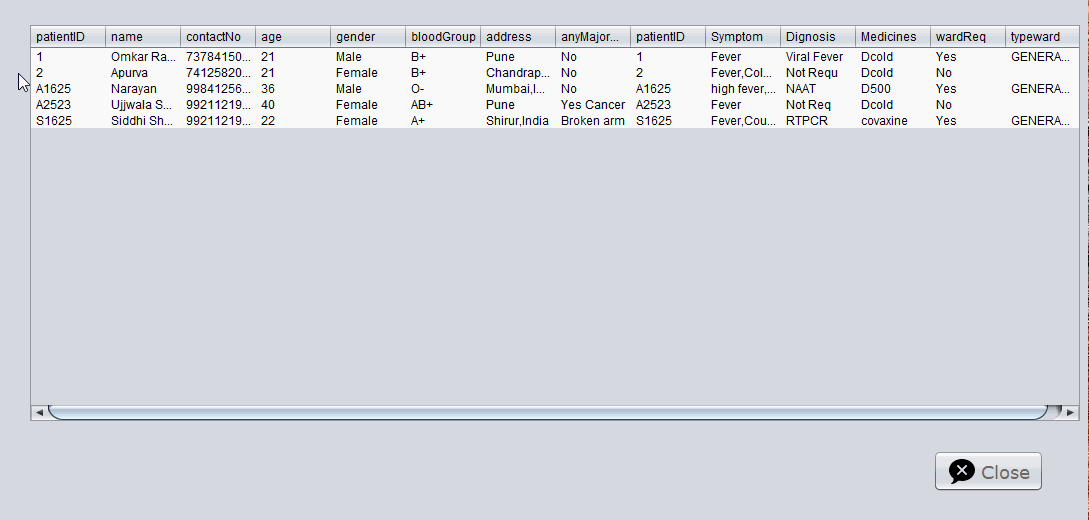 patientID name contactNo age gender bloodGroup address anyMajor... patientID Symptom Dignosis Medicines wardReq typeward
1 Omkar Ra... 73784150... 21 Male B+ Pune No 1 Fever Viral Fever Dcold Yes GENERA...
2 Apurva 74125820... 21 Female B+ Chandrap... No 2 Fever,Col... Not Requ Dcold No
A1625 Narayan 99841256... 36 Male O- Mumbai,I... No A1625 high fever,... NAAT D500 Yes GENERA...
A2523 Ujjwala S... 99211219... 40 Female AB+ Pune Yes Cancer A2523 Fever Not Req Dcold No
S1625 Siddhi Sh... 99211219... 22 Female A+ Shirur,India Broken arm S1625 Fever,Cou... RTPCR covaxine Yes GENERA...
Close